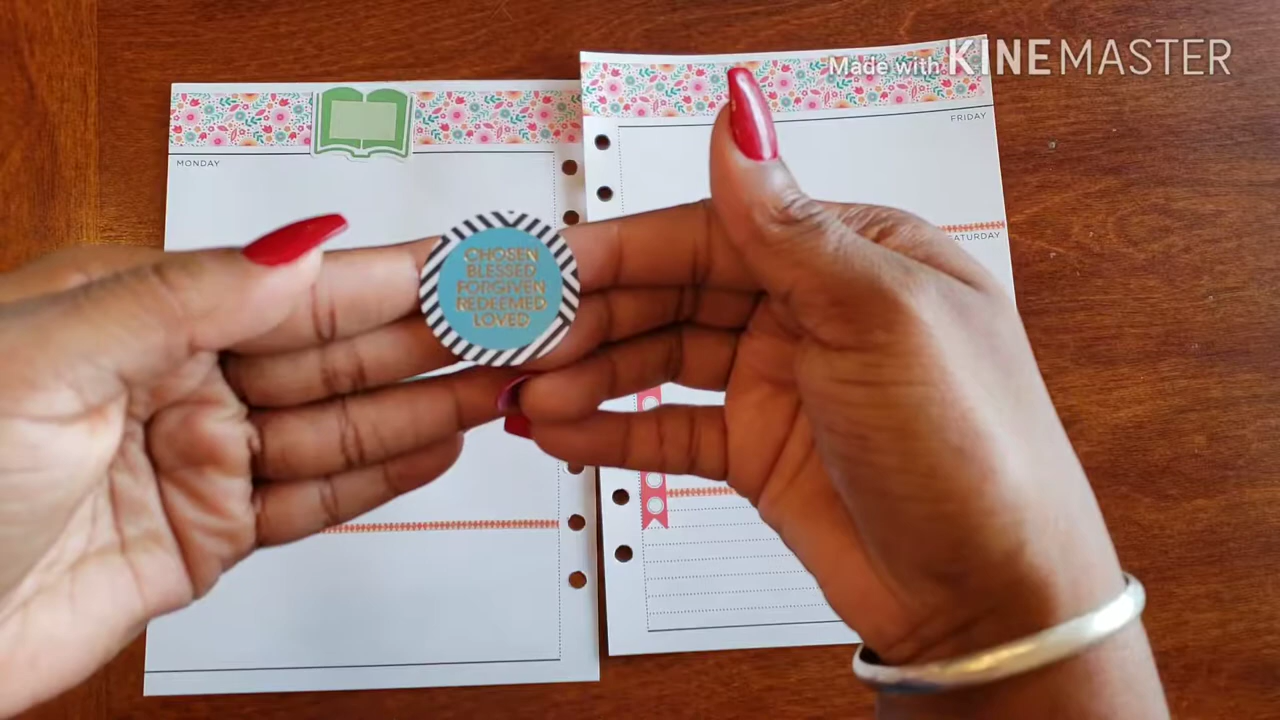 Made with KINEMASTER
MONDAY
FRIDAY
SATURDAY
CHOSEN
BLESSED
FORGIVEN
REDEEMED
LOVED